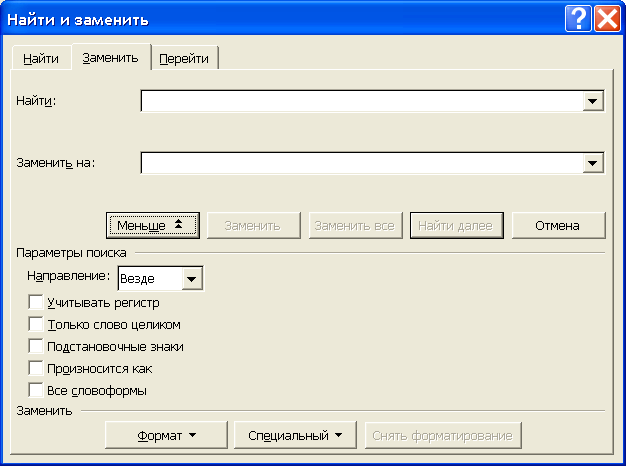 Найти и заменить
Найти Заменить Перейти
Найти:
Заменить на:
Меньше Заменить Заменить все Найти далее Отмена
Параметры поиска
Направление: Везде
Учитывать регистр
Только слово целиком
Подстановочные знаки
Произносится как
Все словоформы
Заменить
Формат Специальный Снять форматирование